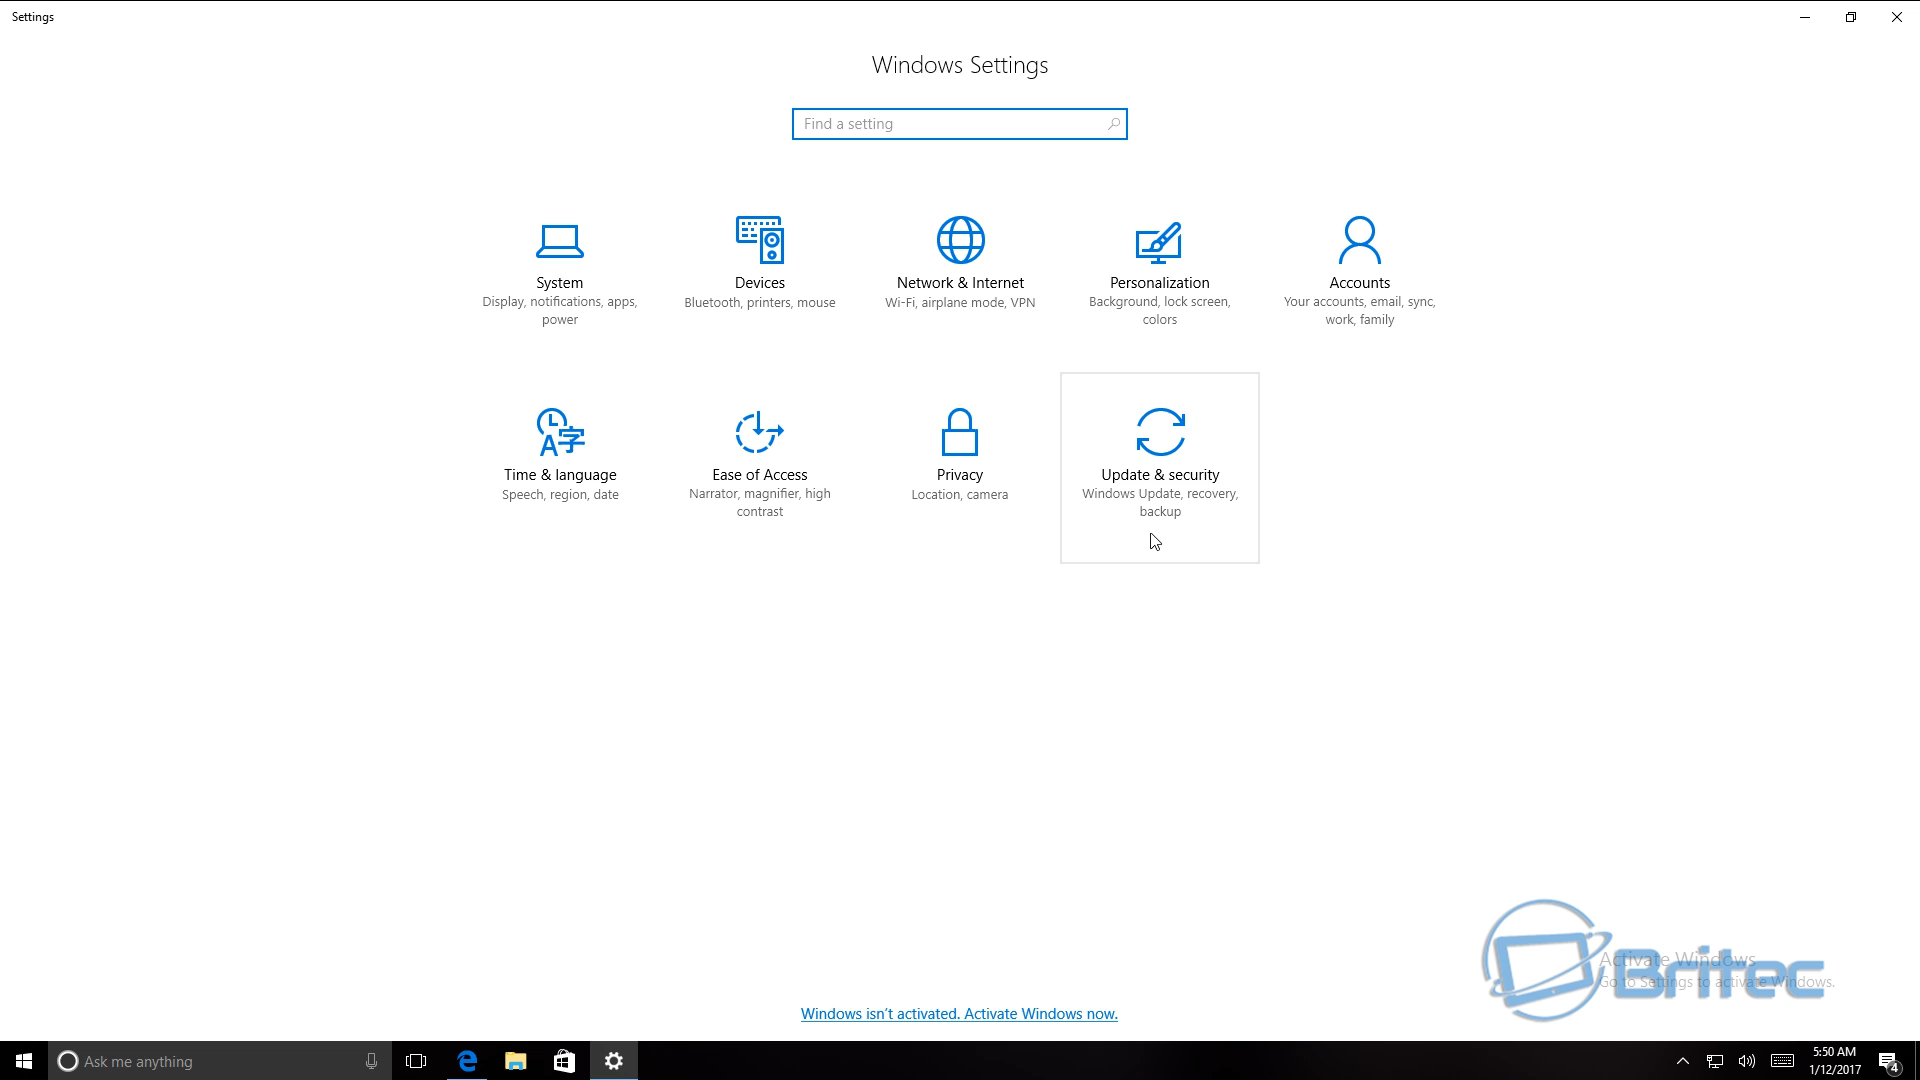 Settings
Windows Settings
Find a setting
System
Display, notifications, apps,
power
Devices
Bluetooth, printers, mouse
Network & Internet
Wi-Fi, airplane mode, VPN
Personalization
Background, lock screen,
colors
Accounts
Your accounts, email, sync,
work, family
A字
Time & language
Speech, region, date
Ease of Access
Narrator, magnifier, high
contrast
Privacy
Location, camera
Update & security
Windows Update, recovery,
backup
Activate Windows
Go to Settings to activate Windows.
Britec
Windows isn't activated. Activate Windows now.
Ask me anything
5:50 AM
1/12/2017
4